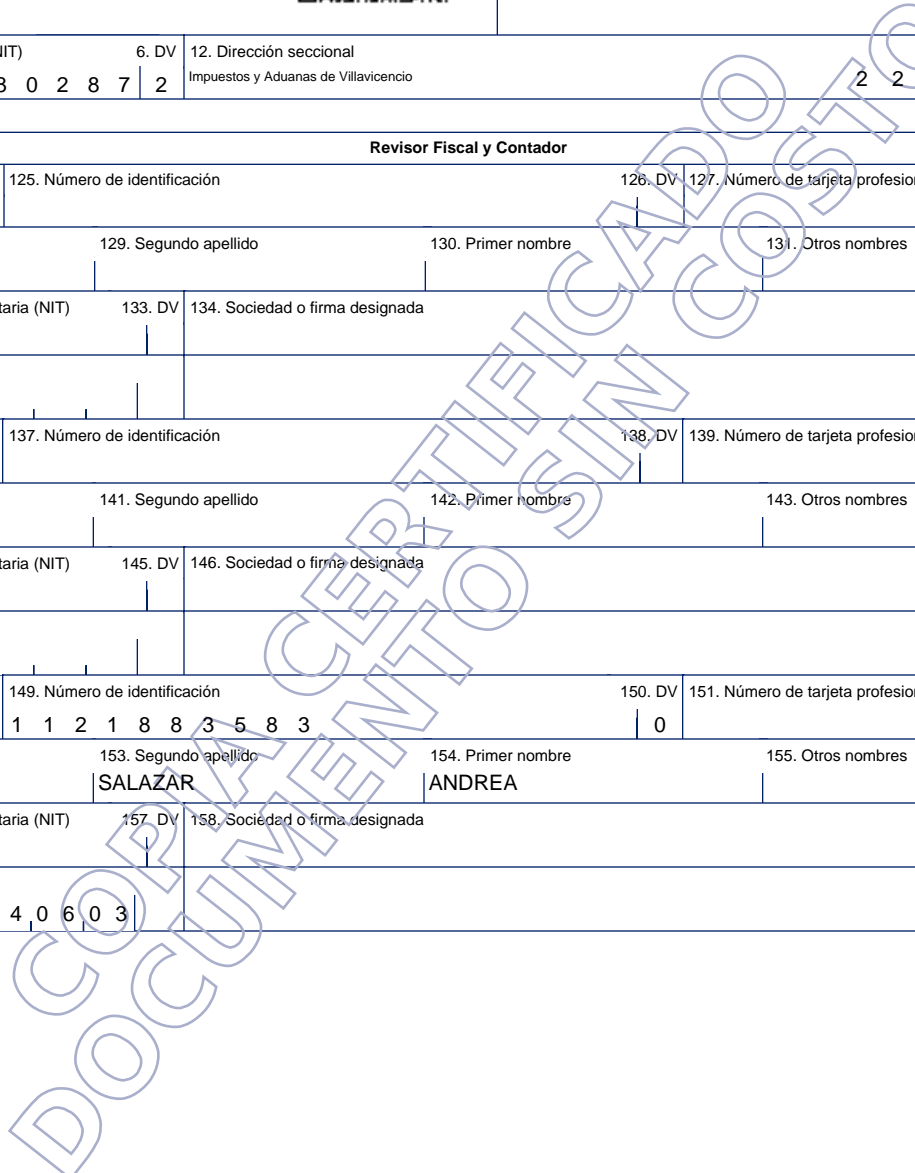 6. DV 12. Dirección seccional
3 0 2 8 7 2 Impuestos y Aduanas de Villavicencio 2 2
Revisor Fiscal y Contador
125. Número de identificación 126. DV 127. Número de tarjeta profesion
129. Segundo apellido 130. Primer nombre 131. Otros nombres
taria (NIT) 133. DV 134. Sociedad o firma designada
137. Número de identificación 138. DV 139. Número de tarjeta profesion
141. Segundo apellido 142. Primer nombre 143. Otros nombres
taria (NIT) 145. DV 146. Sociedad o firma designada
149. Número de identificación 150. DV 151. Número de tarjeta profesion
1 1 2 1 8 8 3 5 8 3 0
153. Segundo apellido 154. Primer nombre 155. Otros nombres
SALAZAR ANDREA
taria (NIT) 157. DV 158. Sociedad o firma designada
4 0 6 0 3
COPIA CERTIFICADO
DOCUMENTO SIN COSTO